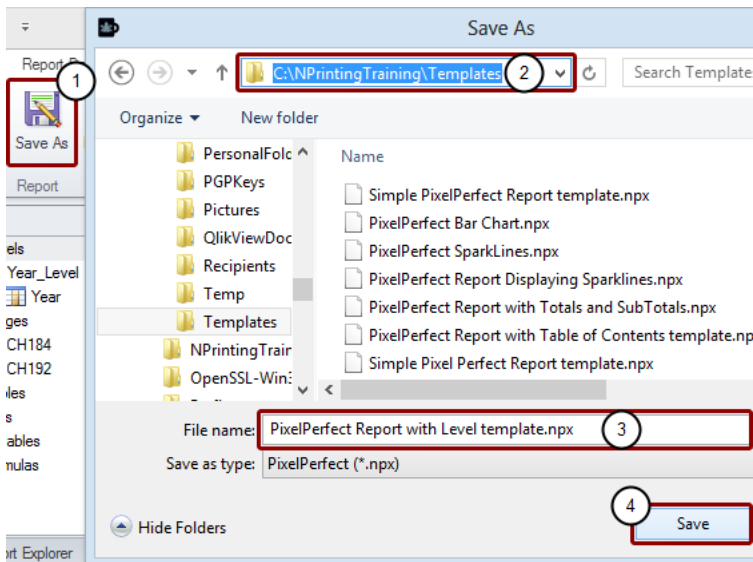 Save As
Report D
1
Save As
Report
els
Year_Level
Year
ges
CH184
CH192
les
s
ables
mulas
ort Explorer
C:\NPrintingTraining\Templates
2
Search Template
Organize
New folder
PersonalFolc
PGPKeys
Pictures
QlikViewDoc
Recipients
Temp
Templates
NPrintingTrair
OpenSSL-Win3
Name
Simple PixelPerfect Report template.npx
PixelPerfect Bar Chart.npx
PixelPerfect SparkLines.npx
PixelPerfect Report Displaying Sparklines.npx
PixelPerfect Report with Totals and SubTotals.npx
PixelPerfect Report with Table of Contents template.np
Simple Pixel Perfect Report template.npx
File name: PixelPerfect Report with Level template.npx
3
Save as type: PixelPerfect (*.npx)
4
Hide Folders
Save